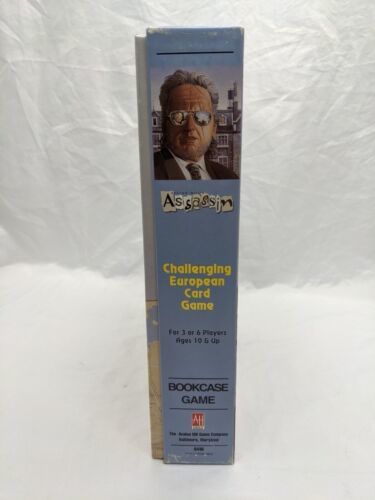 Assassin
Challenging
European
Card
Game
For 3 or 6 Players
Ages 10 & Up
BOOKCASE
GAME
AH
The Avalon Hill Game Company
Baltimore, Maryland